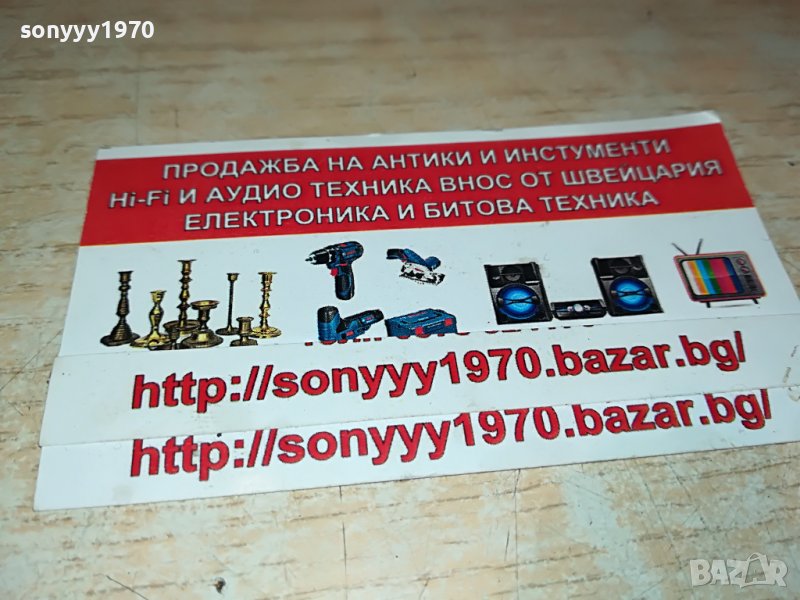 sonyyy1970
ПРОДАЖБА НА АНТИКИ И ИНСТУМЕНТИ
Hi-Fi И АУДИО ТЕХНИКА ВНОС ОТ ШВЕЙЦАРИЯ
ЕЛЕКТРОНИКА И БИТОВА ТЕХНИКА
http://sonyyy1970.bazar.bg/
http://sonyyy1970.bazar.bg/
BAZAR